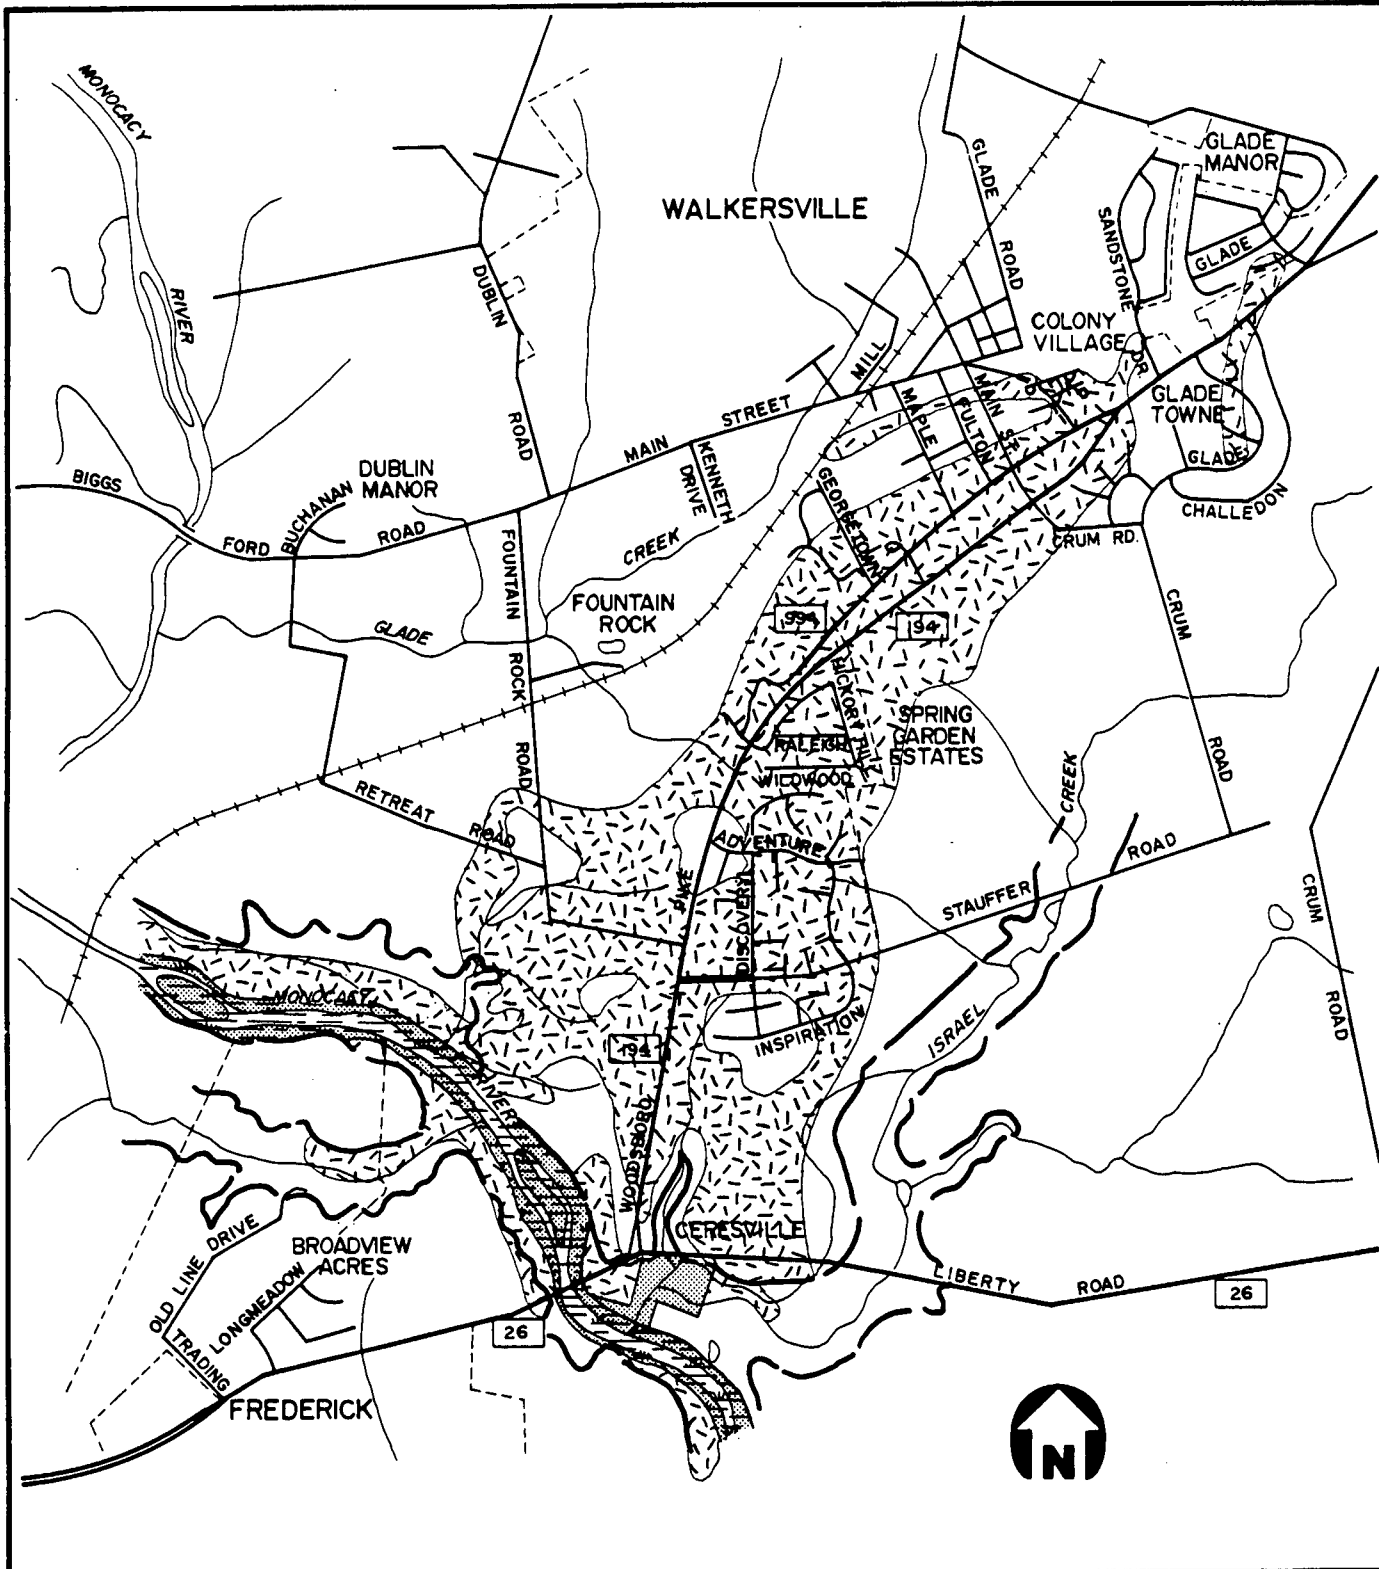 MONOCACY
RIVER
WALKERSVILLE
GLADE
ROAD
GLADE
MANOR
SANDSTONE
DR.
GLADE
COLONY
VILLAGE
GLADE
TOWNE
GLADE
CHALLEDON
DUBLIN
ROAD
MILL
MAIN
STREET
MAPLE
MAIN ST.
FULTON
KENNETH
DRIVE
GEORGETOWN
BIGGS
FORD
ROAD
BUCHANAN
DUBLIN
MANOR
CREEK
GLADE
FOUNTAIN
ROCK
ROAD
FOUNTAIN
ROCK
CRUM RD.
CRUM
ROAD
994
194
HICKORY HILL
SPRING
GARDEN
ESTATES
RALEIGH
WILDWOOD
ADVENTURE
DISCOVERY
RETREAT
ROAD
PIKE
STAUFFER
ROAD
CREEK
ISRAEL
CRUM
ROAD
MONOCACY
RIVER
194
INSPIRATION
WOODSBORO
CERESVILLE
LIBERTY
ROAD
26
OLD LINE DRIVE
BROADVIEW
ACRES
LONGMEADOW
TRADING
26
FREDERICK
N